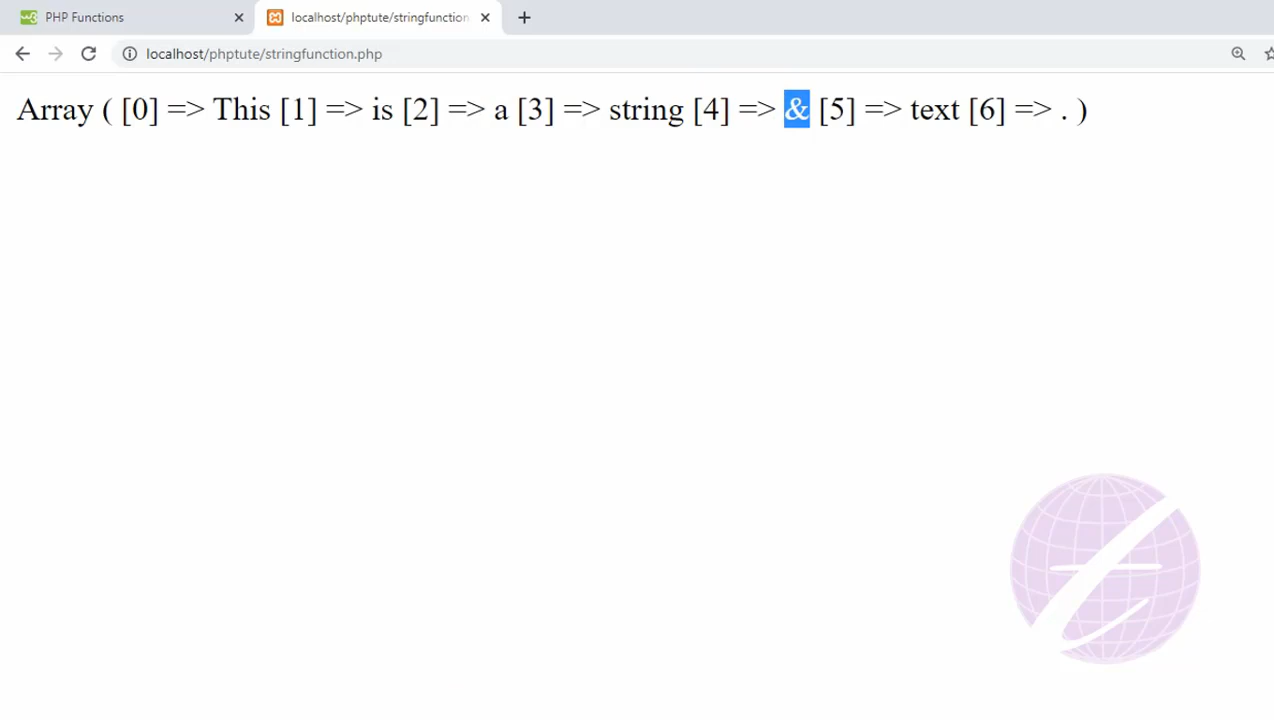 PHP Functions
localhost/phptute/stringfunction
localhost/phptute/stringfunction.php
Array ( [0] => This [1] => is [2] => a [3] => string [4] => & [5] => text [6] => . )